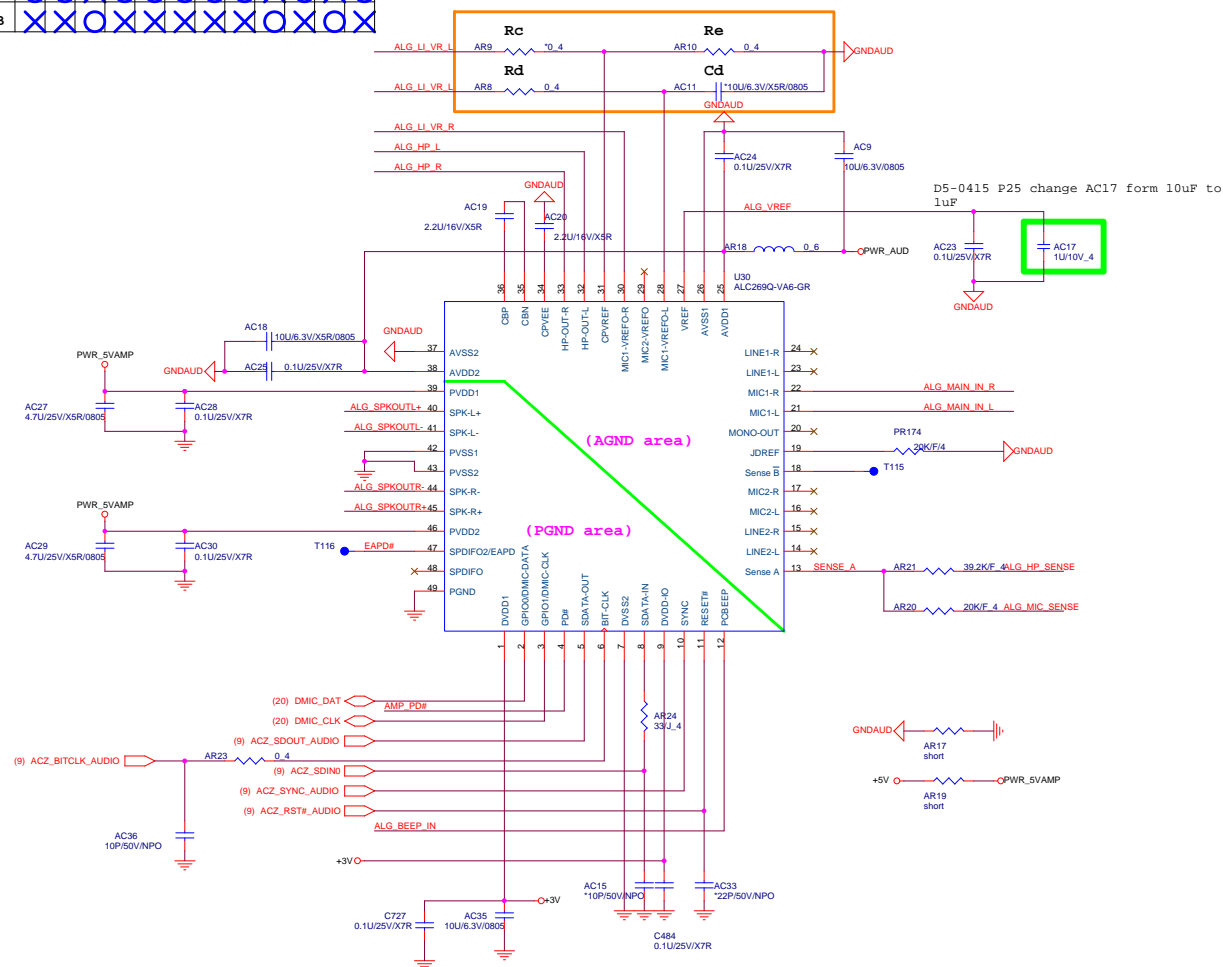 3 X X O X X X X X O X O X
Rc
Re
ALG_LI_VR_L AR9 *0_4 AR10 0_4 GNDAUD
Rd
Cd
ALG_LI_VR_L AR8 0_4 AC11 *10U/6.3V/X5R/0805
GNDAUD
ALG_LI_VR_R
ALG_HP_L
ALG_HP_R
AC24
0.1U/25V/X7R
AC9
10U/6.3V/0805
D5-0415 P25 change AC17 form 10uF to
1uF
GNDAUD
AC19
2.2U/16V/X5R
AC20
2.2U/16V/X5R
ALG_VREF
AC23
0.1U/25V/X7R
AC17
1U/10V_4
GNDAUD
AR18 0_6 PWR_AUD
U30
ALC269Q-VA6-GR
36 35 34 33 32 31 30 29 28 27 26 25
CBP
CBN
CPVEE
HP-OUT-R
HP-OUT-L
CPVREF
MIC1-VREFO-R
MIC2-VREFO
MIC1-VREFO-L
VREF
AVSS1
AVDD1
AC18
10U/6.3V/X5R/0805
GNDAUD
GNDAUD
AC25 0.1U/25V/X7R
PWR_5VAMP
AC27
4.7U/25V/X5R/0805
AC28
0.1U/25V/X7R
37 AVSS2
38 AVDD2
39 PVDD1
ALG_SPKOUTL+ 40 SPK-L+
ALG_SPKOUTL- 41 SPK-L-
42 PVSS1
43 PVSS2
ALG_SPKOUTR- 44 SPK-R-
ALG_SPKOUTR+ 45 SPK-R+
46 PVDD2
T116 EAPD# 47 SPDIFO2/EAPD
48 SPDIFO
49 PGND
PWR_5VAMP
AC29
4.7U/25V/X5R/0805
AC30
0.1U/25V/X7R
(AGND area)
(PGND area)
LINE1-R 24
LINE1-L 23
MIC1-R 22 ALG_MAIN_IN_R
MIC1-L 21 ALG_MAIN_IN_L
MONO-OUT 20
JDREF 19 PR174 20K/F/4 GNDAUD
Sense B 18 T115
MIC2-R 17
MIC2-L 16
LINE2-R 15
LINE2-L 14
Sense A 13 SENSE_A AR21 39.2K/F_4 ALG_HP_SENSE
AR20 20K/F_4 ALG_MIC_SENSE
DVDD1
GPIO0/DMIC-DATA
GPIO1/DMIC-CLK
PD#
SDATA-OUT
BIT-CLK
DVSS2
SDATA-IN
DVDD-IO
SYNC
RESET#
PCBEEP
1 2 3 4 5 6 7 8 9 10 11 12
(20) DMIC_DAT
AMP_PD#
(20) DMIC_CLK
AR24
33/J_4
(9) ACZ_SDOUT_AUDIO
(9) ACZ_BITCLK_AUDIO AR23 0_4
(9) ACZ_SDIN0
(9) ACZ_SYNC_AUDIO
(9) ACZ_RST#_AUDIO
ALG_BEEP_IN
AC36
10P/50V/NPO
GNDAUD
AR17
short
+5V PWR_5VAMP
AR19
short
+3V
AC15
*10P/50V/NPO
AC33
*22P/50V/NPO
+3V
C727
0.1U/25V/X7R
AC35
10U/6.3V/0805
C484
0.1U/25V/X7R